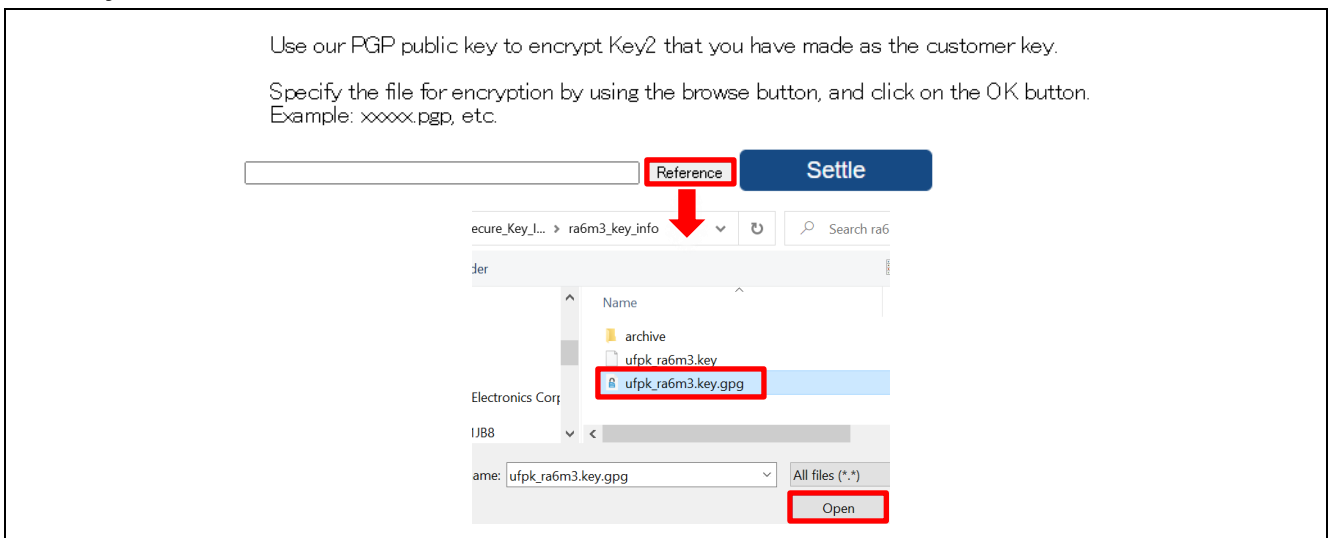 Use our PGP public key to encrypt Key2 that you have made as the customer key.
Specify the file for encryption by using the browse button, and click on the OK button.
Example: xxxxx.pgp, etc.
Reference
Settle
ecure_Key_I... > ra6m3_key_info
Search ra6
der
Name
archive
ufpk_ra6m3.key
ufpk_ra6m3.key.gpg
Electronics Corp
IJB8
ame: ufpk_ra6m3.key.gpg
All files (*.*)
Open